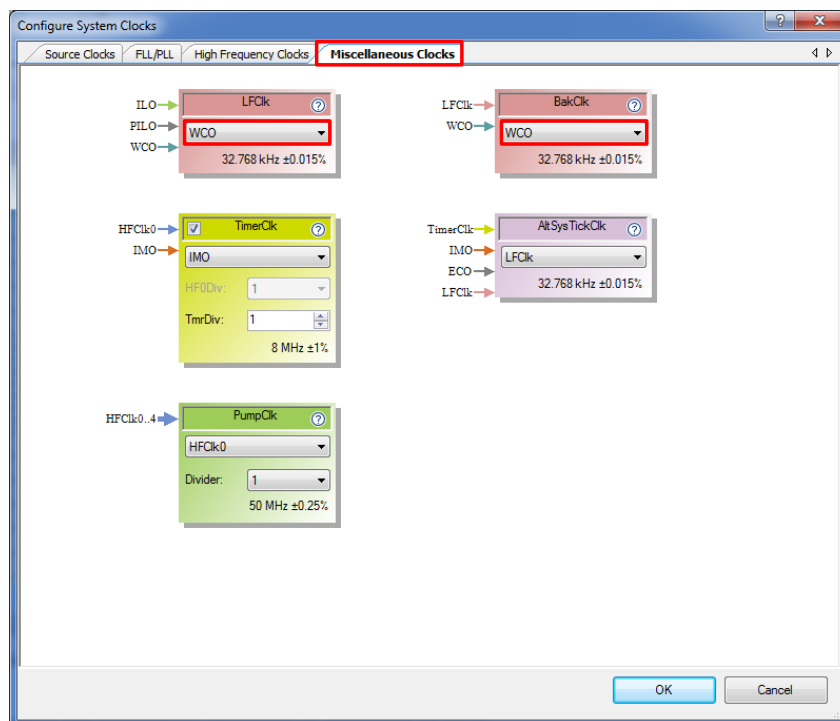 Configure System Clocks
? X
Source Clocks FLL/PLL High Frequency Clocks Miscellaneous Clocks
ILO
PILO
WCO
LFClk ?
WCO
32.768 kHz ±0.015%
LFClk
WCO
BakClk ?
WCO
32.768 kHz ±0.015%
HFClk0
IMO
TimerClk ?
IMO
HF0Div: 1
TmrDiv: 1
8 MHz ±1%
TimerClk
IMO
ECO
LFClk
AltSysTickClk ?
LFClk
32.768 kHz ±0.015%
HFClk0..4
PumpClk ?
HFClk0
Divider: 1
50 MHz ±0.25%
OK Cancel